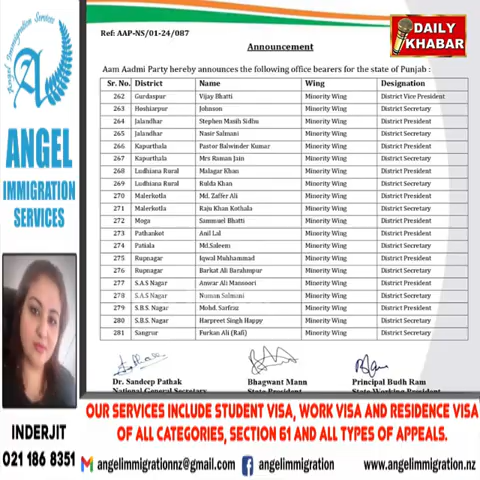 Angel Immigration Services
ANGEL
IMMIGRATION
SERVICES
INDERJIT
021 186 8351
DAILY
KHABAR
Ref: AAP-NS/01-24/087
Announcement
Aam Aadmi Party hereby announces the following office bearers for the state of Punjab :
Sr. No. District Name Wing Designation
262 Gurdaspur Vijay Bhatti Minority Wing District Vice President
263 Hoshiarpur Johnson Minority Wing District Secretary
264 Jalandhar Stephen Masih Sidhu Minority Wing District President
265 Jalandhar Nasir Salmani Minority Wing District Secretary
266 Kapurthala Pastor Balwinder Kumar Minority Wing District President
267 Kapurthala Mrs Raman Jain Minority Wing District Secretary
268 Ludhiana Rural Malagar Khan Minority Wing District President
269 Ludhiana Rural Kulda Khan Minority Wing District Secretary
270 Malerkotla Md. Zaffer Ali Minority Wing District President
271 Malerkotla Raju Khan Kothala Minority Wing District Secretary
272 Moga Sammuel Bhatti Minority Wing District President
273 Pathankot Anil Lal Minority Wing District President
274 Patiala Md.Saleem Minority Wing District Secretary
275 Rupnagar Iqwal Muhhammad Minority Wing District President
276 Rupnagar Barkat Ali Barahmpur Minority Wing District Secretary
277 S.A.S Nagar Anwar Ali Mansoori Minority Wing District President
278 S.A.S Nagar Numan Salmani Minority Wing District Secretary
279 S.B.S. Nagar Mohd. Sarfraz Minority Wing District President
280 S.B.S. Nagar Harpreet Singh Happy Minority Wing District Secretary
281 Sangrur Furkan Ali (Rafi) Minority Wing District Secretary
Dr. Sandeep Pathak Bhagwant Mann Principal Budh Ram
National General Secretary State President State Working President
OUR SERVICES INCLUDE STUDENT VISA, WORK VISA AND RESIDENCE VISA
OF ALL CATEGORIES, SECTION 61 AND ALL TYPES OF APPEALS.
angelimmigrationnz@gmail.com angelimmigration www.angelimmigration.nz